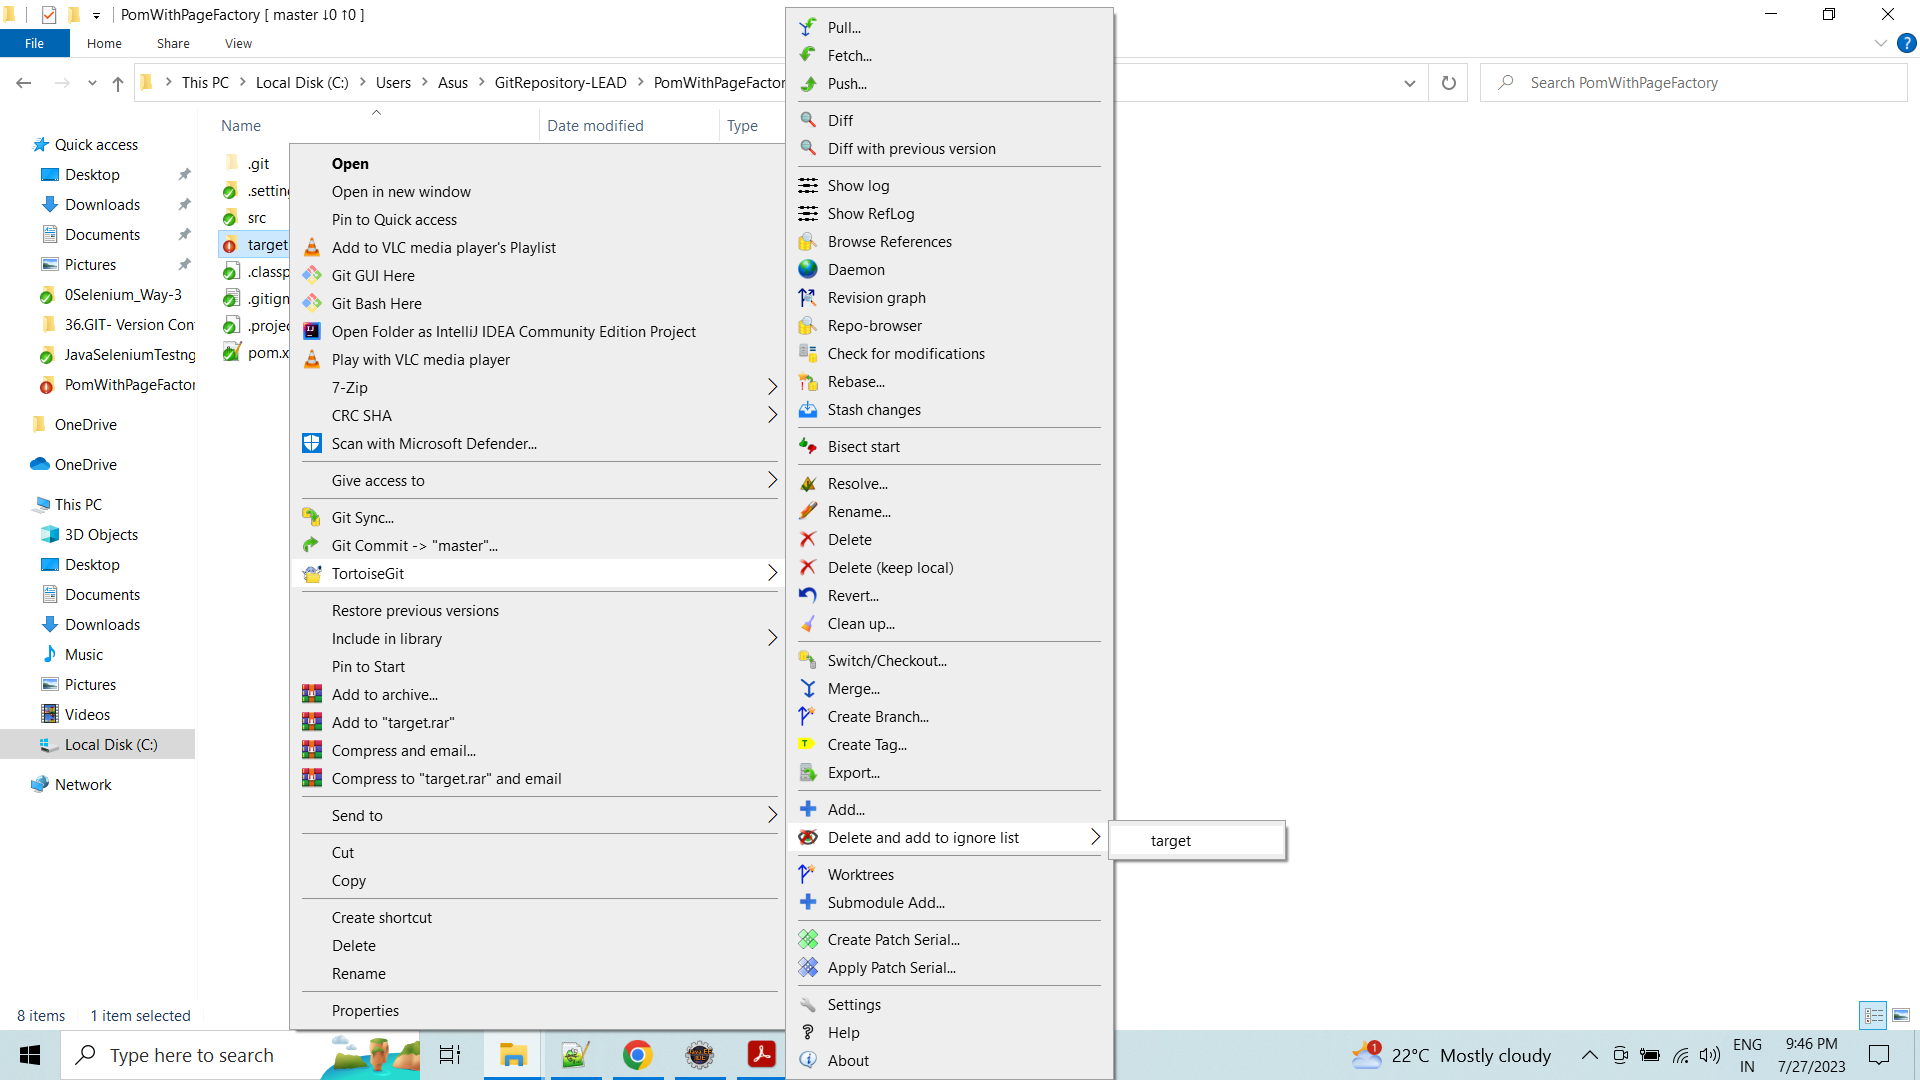 PomWithPageFactory [ master ↓0 ↑0 ]
File
Home
Share
View
This PC
Local Disk (C:)
Users
Asus
GitRepository-LEAD
PomWithPageFactor
Search PomWithPageFactory
Name
Date modified
Type
Quick access
Desktop
Downloads
Documents
Pictures
0Selenium_Way-3
36.GIT- Version Con
JavaSeleniumTestng
PomWithPageFactor
OneDrive
OneDrive
This PC
3D Objects
Desktop
Documents
Downloads
Music
Pictures
Videos
Local Disk (C:)
Network
.git
.setting
src
target
.classp
.gitign
.projec
pom.x
Open
Open in new window
Pin to Quick access
Add to VLC media player's Playlist
Git GUI Here
Git Bash Here
Open Folder as IntelliJ IDEA Community Edition Project
Play with VLC media player
7-Zip
CRC SHA
Scan with Microsoft Defender...
Give access to
Git Sync...
Git Commit -> "master"...
TortoiseGit
Restore previous versions
Include in library
Pin to Start
Add to archive...
Add to "target.rar"
Compress and email...
Compress to "target.rar" and email
Send to
Cut
Copy
Create shortcut
Delete
Rename
Properties
Pull...
Fetch...
Push...
Diff
Diff with previous version
Show log
Show RefLog
Browse References
Daemon
Revision graph
Repo-browser
Check for modifications
Rebase...
Stash changes
Bisect start
Resolve...
Rename...
Delete
Delete (keep local)
Revert...
Clean up...
Switch/Checkout...
Merge...
Create Branch...
Create Tag...
Export...
Add...
Delete and add to ignore list
target
Worktrees
Submodule Add...
Create Patch Serial...
Apply Patch Serial...
Settings
Help
About
8 items
1 item selected
Type here to search
1
22°C Mostly cloudy
ENG
IN
9:46 PM
7/27/2023